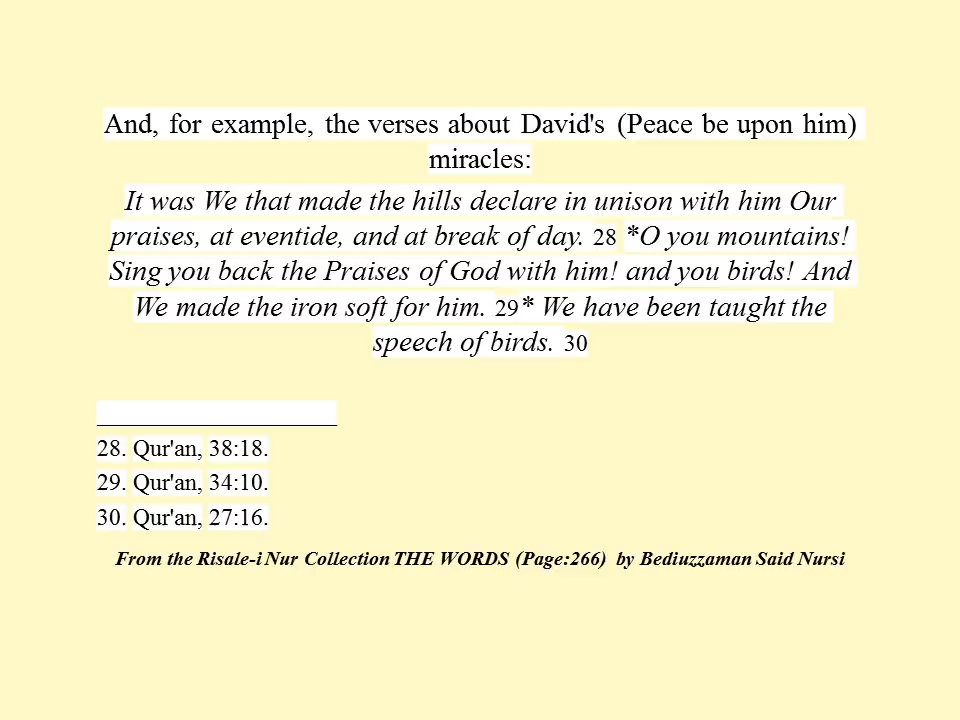 And, for example, the verses about David's (Peace be upon him)
miracles:
It was We that made the hills declare in unison with him Our
praises, at eventide, and at break of day. 28 *O you mountains!
Sing you back the Praises of God with him! and you birds! And
We made the iron soft for him. 29* We have been taught the
speech of birds. 30
28. Qur'an, 38:18.
29. Qur'an, 34:10.
30. Qur'an, 27:16.
From the Risale-i Nur Collection THE WORDS (Page:266) by Bediuzzaman Said Nursi